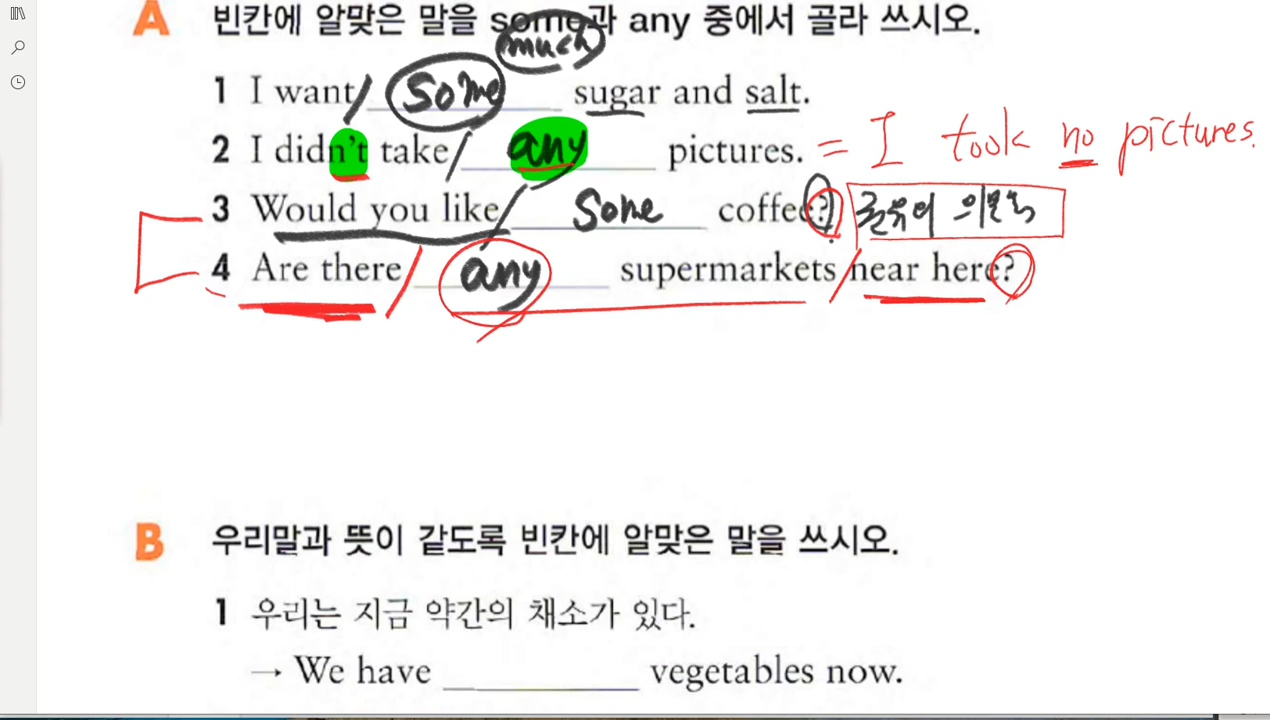 A 빈칸에 알맞은 말을 some과 any 중에서 골라 쓰시오.
much
1 I want / some sugar and salt.
2 I didn't take / any pictures. = I took no pictures.
3 Would you like / some coffee? 권유의 의문문
4 Are there / any supermarkets / near here?
B 우리말과 뜻이 같도록 빈칸에 알맞은 말을 쓰시오.
1 우리는 지금 약간의 채소가 있다.
→ We have __________ vegetables now.